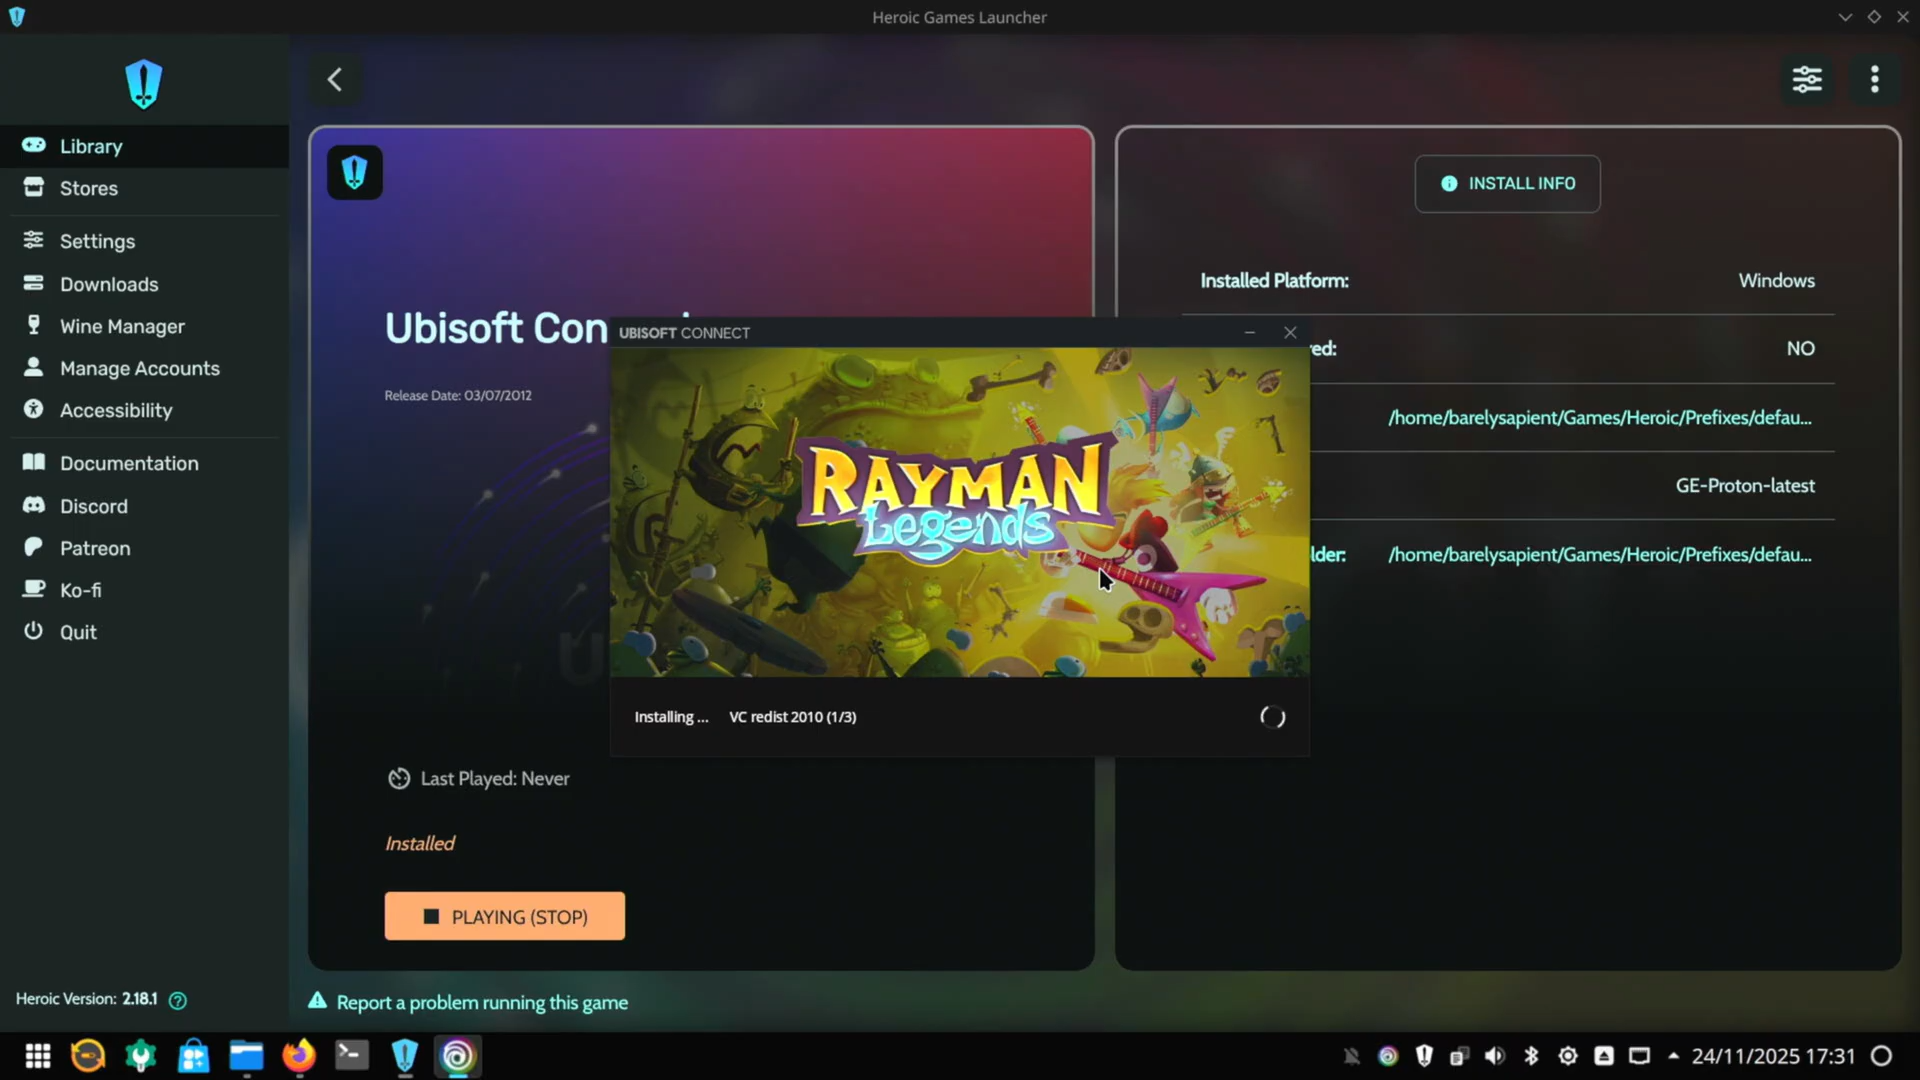 Heroic Games Launcher
Library
Stores
Settings
Downloads
Wine Manager
Manage Accounts
Accessibility
Documentation
Discord
Patreon
Ko-fi
Quit
Heroic Version: 2.18.1
Ubisoft Con
Release Date: 03/07/2012
U
Last Played: Never
Installed
PLAYING (STOP)
Report a problem running this game
UBISOFT CONNECT
RAYMAN
Legends
Installing ... VC redist 2010 (1/3)
INSTALL INFO
Installed Platform: Windows
red: NO
/home/barelysapient/Games/Heroic/Prefixes/defau...
GE-Proton-latest
lder: /home/barelysapient/Games/Heroic/Prefixes/defau...
24/11/2025 17:31